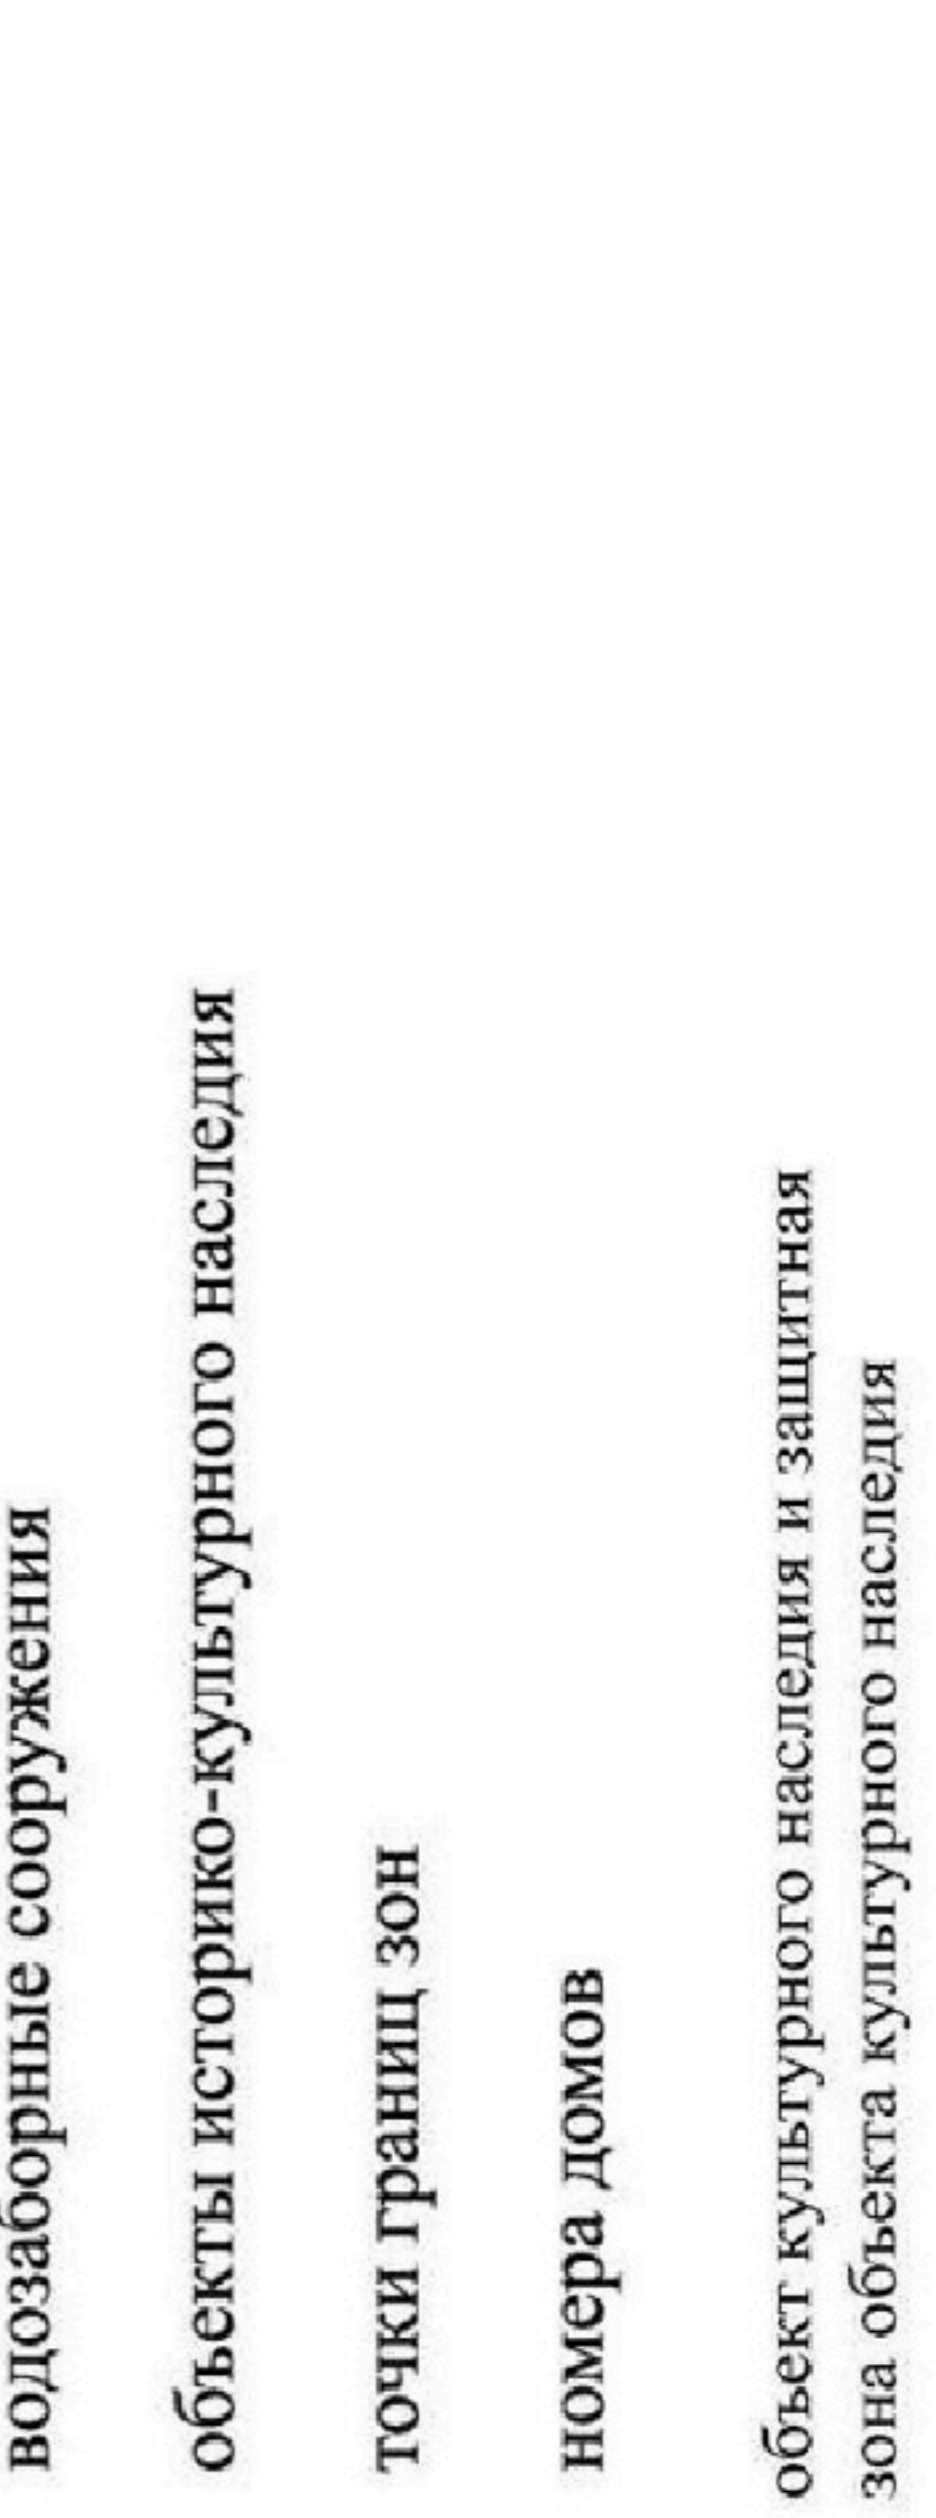 водозаборные сооружения
объекты историко-культурного наследия
точки границ зон
номера домов
объект культурного наследия и защитная
зона объекта культурного наследия